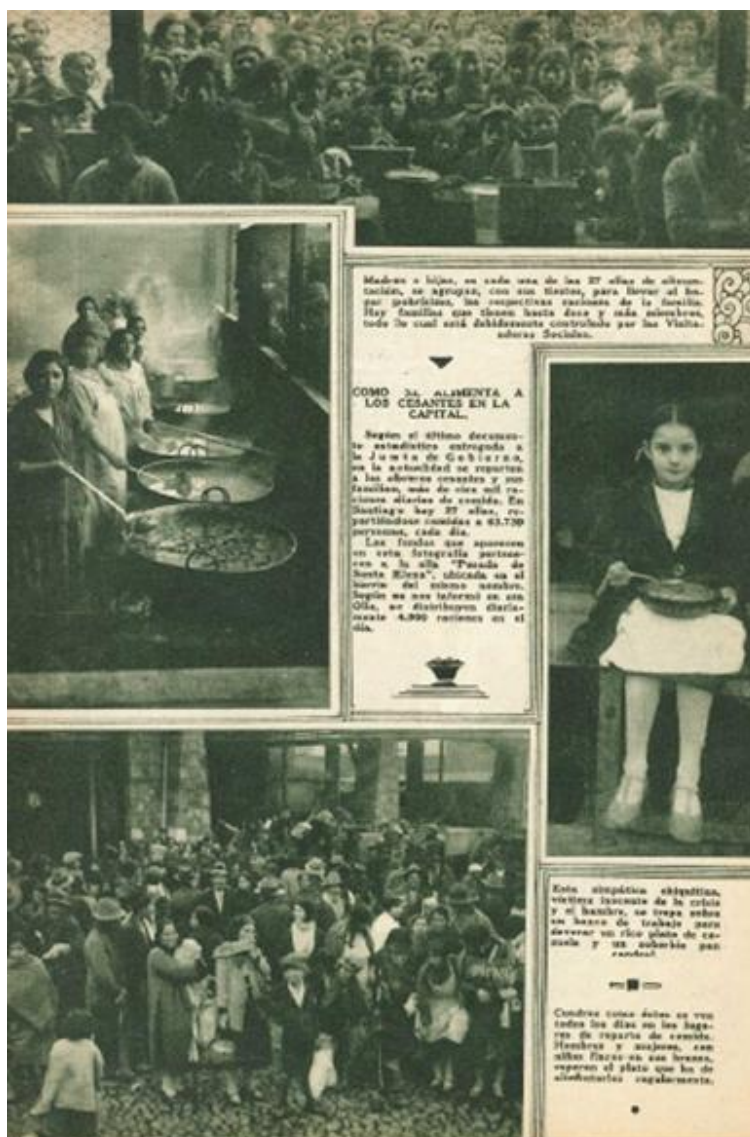 Madres e hijos, en cada una de las 27 ollas de alimen-
tación, se agrupan, con sus tiestos, para llevar al ho-
gar pobrísimo, las respectivas raciones de la familia.
Hay familias que tienen hasta doce y más miembros,
todo lo cual está debidamente controlado por las Visita-
doras Sociales.
COMO SE ALIMENTA A
LOS CESANTES EN LA
CAPITAL.
Según el último documen-
to estadístico entregado a
la Junta de Gobierno,
en la actualidad se reparten
a los obreros cesantes y sus
familias, más de cien mil ra-
ciones diarias de comida. En
Santiago hay 27 ollas, re-
partiéndose comidas a
personas, cada día.
Los fondos que aparecen
en esta fotografía pertene-
cen a la olla "Posada de
Santa Elena", ubicada en el
barrio del mismo nombre.
Según se nos informó en esa
Olla, se distribuyen diaria-
mente 4.900 raciones en el
día.
Esta simpática chiquitina,
víctima inocente de la crisis
y el hambre, se trepa sobre
un banco de trabajo para
devorar un rico plato de ca-
zuela y un soberbio pan
candeal.
Cuadros como éstos se ven
todos los días en los luga-
res de reparto de comida.
Hombres y mujeres, con
niños flacos en sus brazos,
esperan el plato que ha de
alimentarlos regularmente.